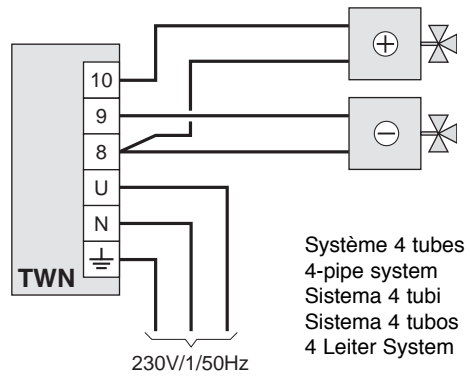 10
9
8
U
N
TWN
230V/1/50Hz
+
−
Système 4 tubes
4-pipe system
Sistema 4 tubi
Sistema 4 tubos
4 Leiter System